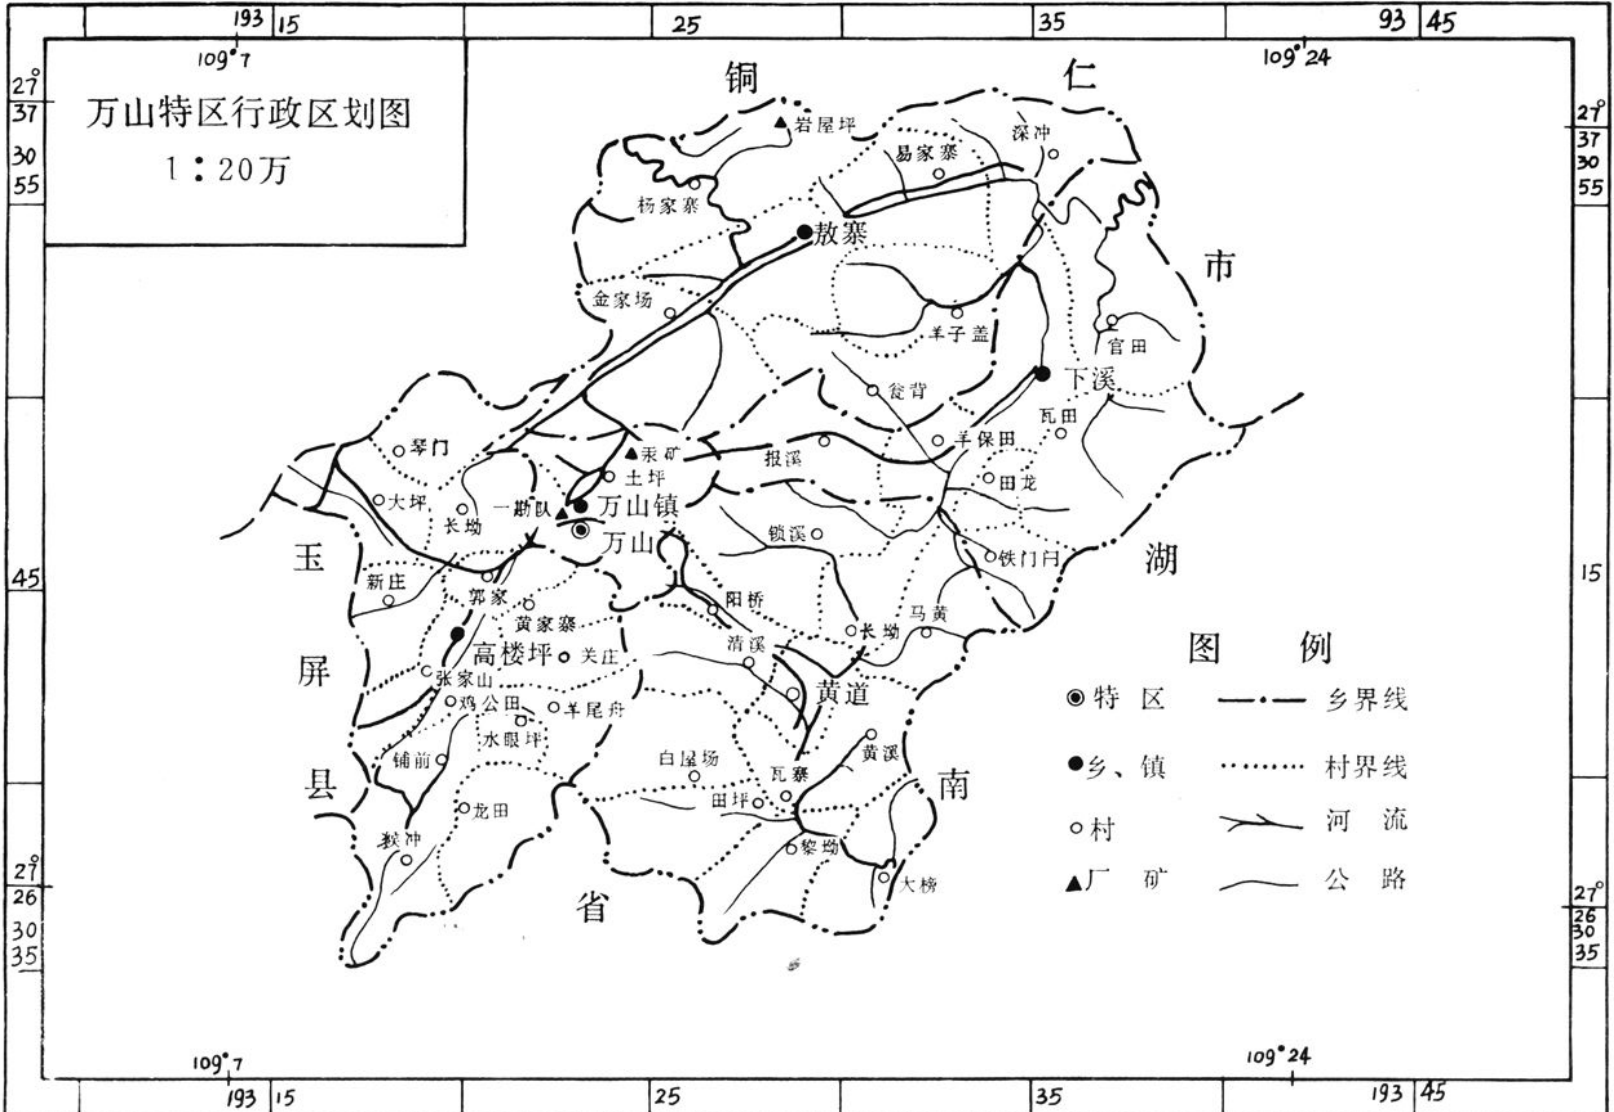 193 15 25 35 93 45
109°7 109°24
27° 37 30 55
27° 37 30 55
万山特区行政区划图
1：20万
铜 仁
岩屋坪 深冲
易家寨
杨家寨
敖寨
市
金家场
羊子盖 官田
下溪
瓮背
瓦田
琴门 汞矿 报溪 羊保田
土坪 田龙
大坪 长坳 一勘队 万山镇
万山 锁溪
玉 铁门闩 湖
45 15
新庄 郭家 阳桥
黄家寨 长坳 马黄
清溪
高楼坪 关庄
图 例
屏 张家山 黄道
鸡公田 羊尾舟
特 区 乡界线
水眼坪
铺前 白屋场 黄溪
瓦寨
乡、镇 村界线
县 南
龙田 田坪
村 河 流
猴冲 黎坳
大榜
厂 矿 公 路
省
27° 26 30 35
27° 26 30 35
109°7 109°24
193 15 25 35 193 45